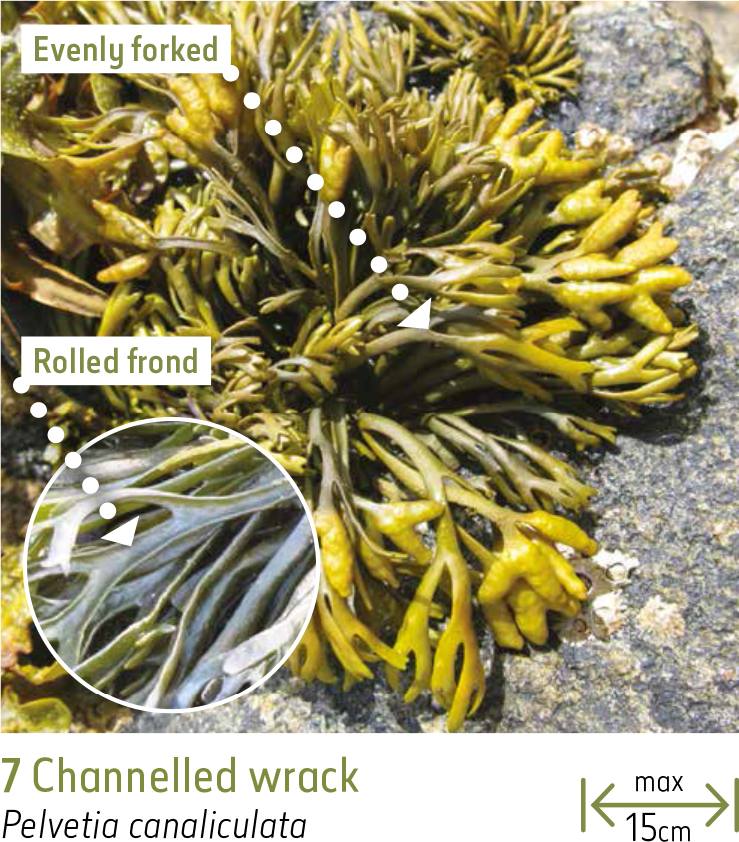 Evenly forked
Rolled frond
7 Channelled wrack
Pelvetia canaliculata
max
15cm